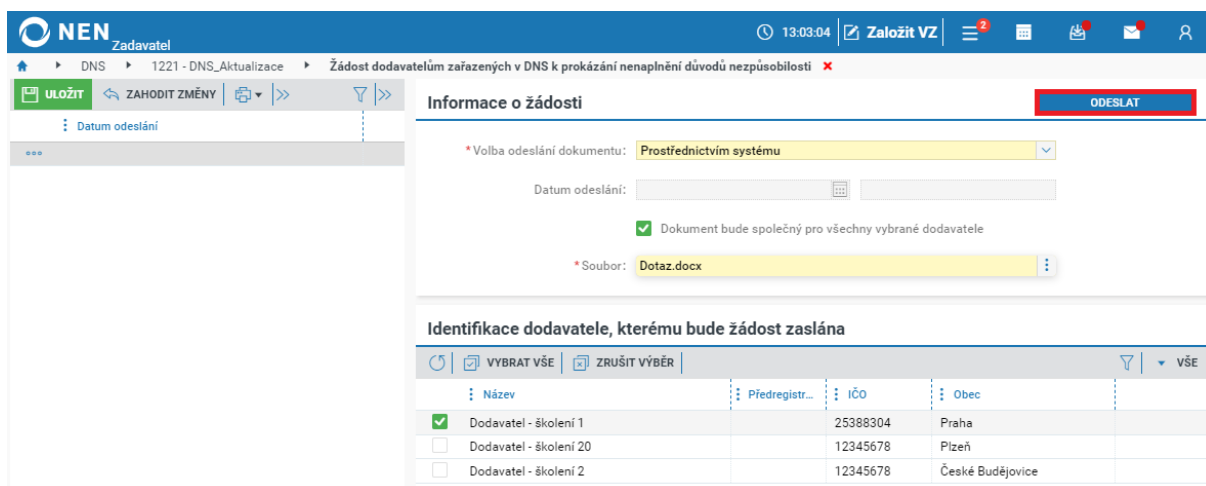 NEN Zadavatel
13:03:04 Založit VZ 2
DNS 1221 - DNS_Aktualizace Žádost dodavatelům zařazených v DNS k prokázání nenaplnění důvodů nezpůsobilosti
ULOŽIT ZAHODIT ZMĚNY
Datum odeslání
Informace o žádosti
ODESLAT
* Volba odeslání dokumentu: Prostřednictvím systému
Datum odeslání:
Dokument bude společný pro všechny vybrané dodavatele
* Soubor: Dotaz.docx
Identifikace dodavatele, kterému bude žádost zaslána
VYBRAT VŠE ZRUŠIT VÝBĚR VŠE
Název Předregistr... IČO Obec
Dodavatel - školení 1 25388304 Praha
Dodavatel - školení 20 12345678 Plzeň
Dodavatel - školení 2 12345678 České Budějovice